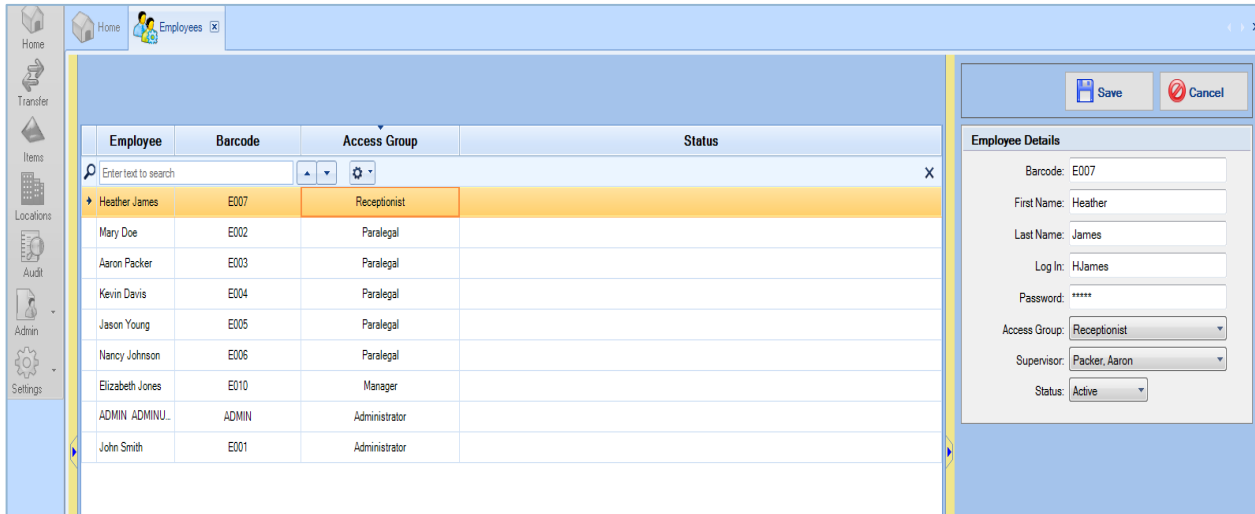 Home
Transfer
Items
Locations
Audit
Admin
Settings
Home Employees
Employee Barcode Access Group Status
Enter text to search
Heather James E007 Receptionist
Mary Doe E002 Paralegal
Aaron Packer E003 Paralegal
Kevin Davis E004 Paralegal
Jason Young E005 Paralegal
Nancy Johnson E006 Paralegal
Elizabeth Jones E010 Manager
ADMIN ADMINU... ADMIN Administrator
John Smith E001 Administrator
Save Cancel
Employee Details
Barcode: E007
First Name: Heather
Last Name: James
Log In: HJames
Password: *****
Access Group: Receptionist
Supervisor: Packer, Aaron
Status: Active